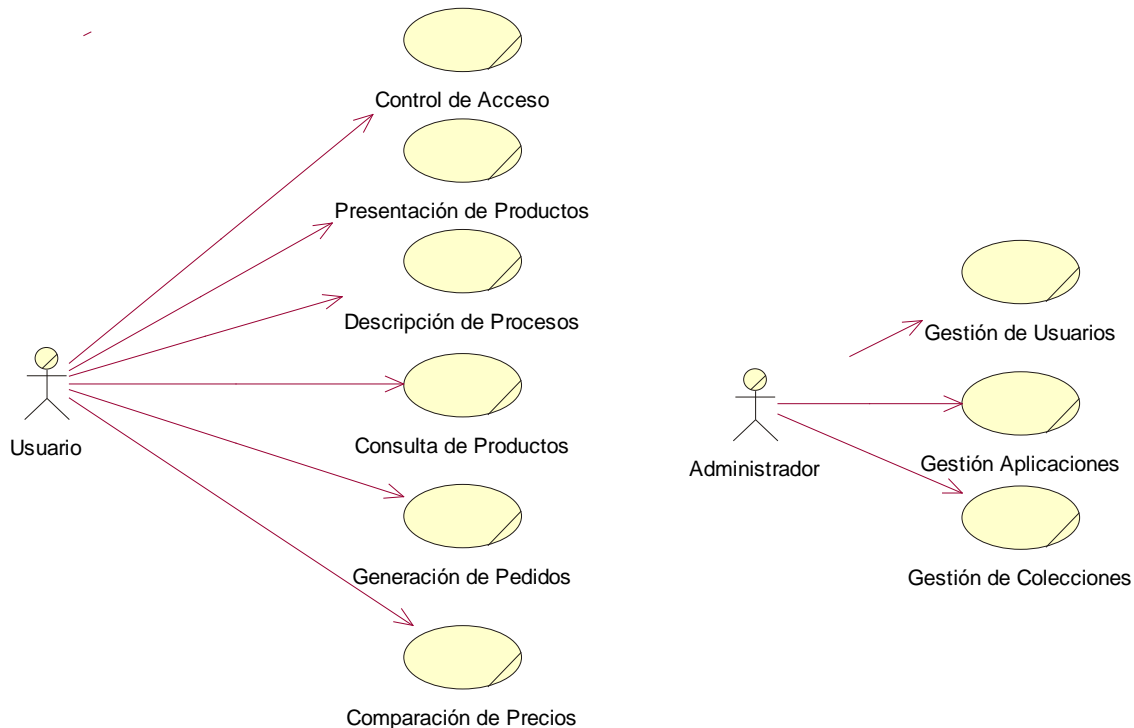 Control de Acceso
Presentación de Productos
Descripción de Procesos
Usuario
Consulta de Productos
Generación de Pedidos
Comparación de Precios
Gestión de Usuarios
Administrador
Gestión Aplicaciones
Gestión de Colecciones